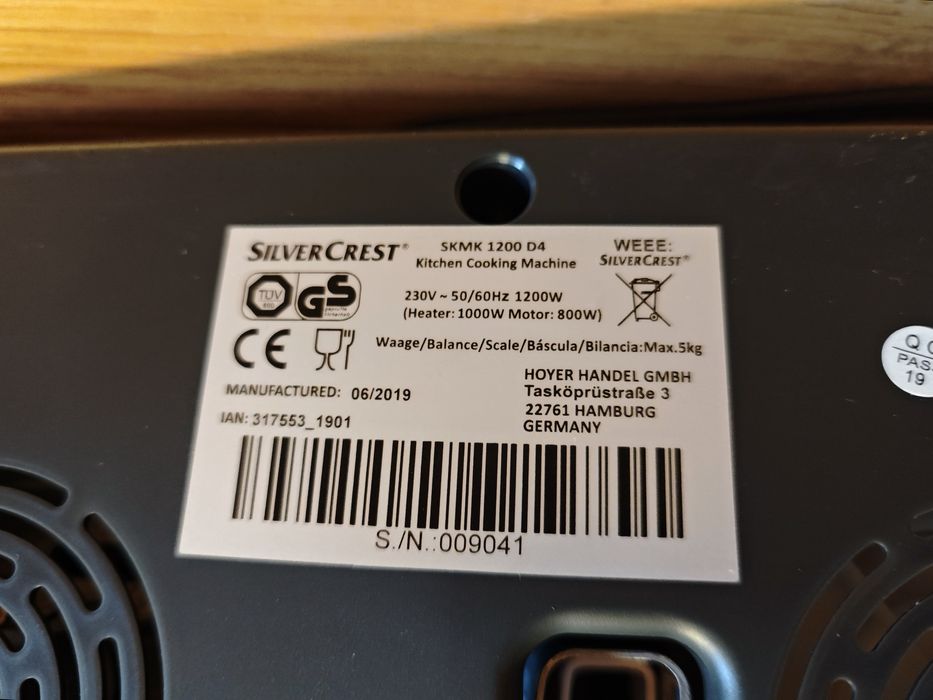 SILVERCREST®
SKMK 1200 D4
Kitchen Cooking Machine
WEEE:
SILVERCREST®
TÜV
GS
geprüfte
Sicherheit
230V ~ 50/60Hz 1200W
(Heater: 1000W Motor: 800W)
CE
Waage/Balance/Scale/Báscula/Bilancia:Max.5kg
MANUFACTURED: 06/2019
HOYER HANDEL GMBH
Tasköprüstraße 3
22761 HAMBURG
GERMANY
IAN: 317553_1901
S./N.:009041
PAS
19